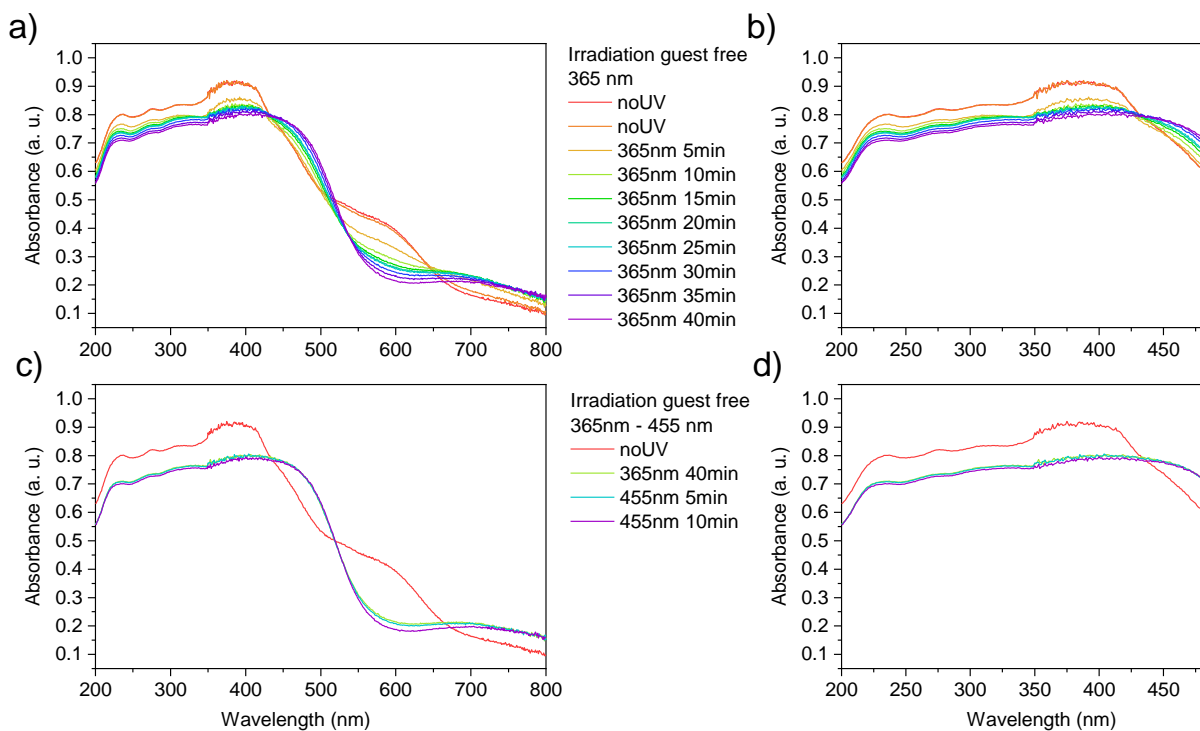 a)
Absorbance (a. u.)
1.0
0.9
0.8
0.7
0.6
0.5
0.4
0.3
0.2
0.1
200 300 400 500 600 700 800
Irradiation guest free
365 nm
noUV
noUV
365nm 5min
365nm 10min
365nm 15min
365nm 20min
365nm 25min
365nm 30min
365nm 35min
365nm 40min
b)
Absorbance (a. u.)
1.0
0.9
0.8
0.7
0.6
0.5
0.4
0.3
0.2
0.1
200 250 300 350 400 450
c)
Absorbance (a. u.)
1.0
0.9
0.8
0.7
0.6
0.5
0.4
0.3
0.2
0.1
200 300 400 500 600 700 800
Wavelength (nm)
Irradiation guest free
365nm - 455 nm
noUV
365nm 40min
455nm 5min
455nm 10min
d)
Absorbance (a. u.)
1.0
0.9
0.8
0.7
0.6
0.5
0.4
0.3
0.2
0.1
200 250 300 350 400 450
Wavelength (nm)